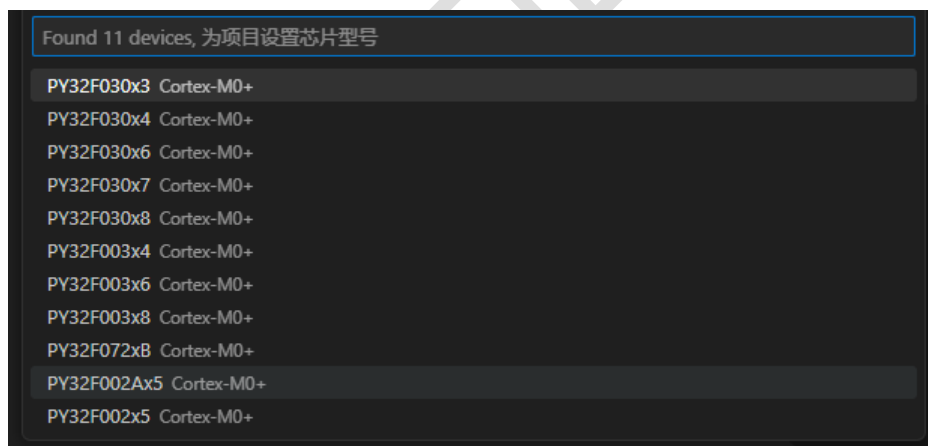 Found 11 devices, 为项目设置芯片型号
PY32F030x3 Cortex-M0+
PY32F030x4 Cortex-M0+
PY32F030x6 Cortex-M0+
PY32F030x7 Cortex-M0+
PY32F030x8 Cortex-M0+
PY32F003x4 Cortex-M0+
PY32F003x6 Cortex-M0+
PY32F003x8 Cortex-M0+
PY32F072xB Cortex-M0+
PY32F002Ax5 Cortex-M0+
PY32F002x5 Cortex-M0+